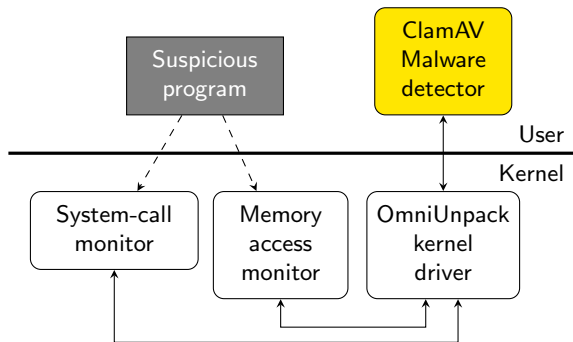 Suspicious
program
ClamAV
Malware
detector
User
Kernel
System-call
monitor
Memory
access
monitor
OmniUnpack
kernel
driver